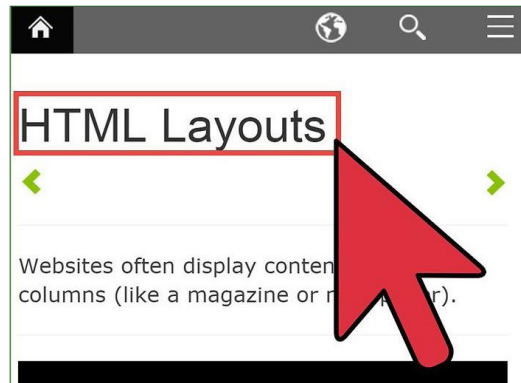 HTML Layouts
Websites often display
columns (like a magazine or